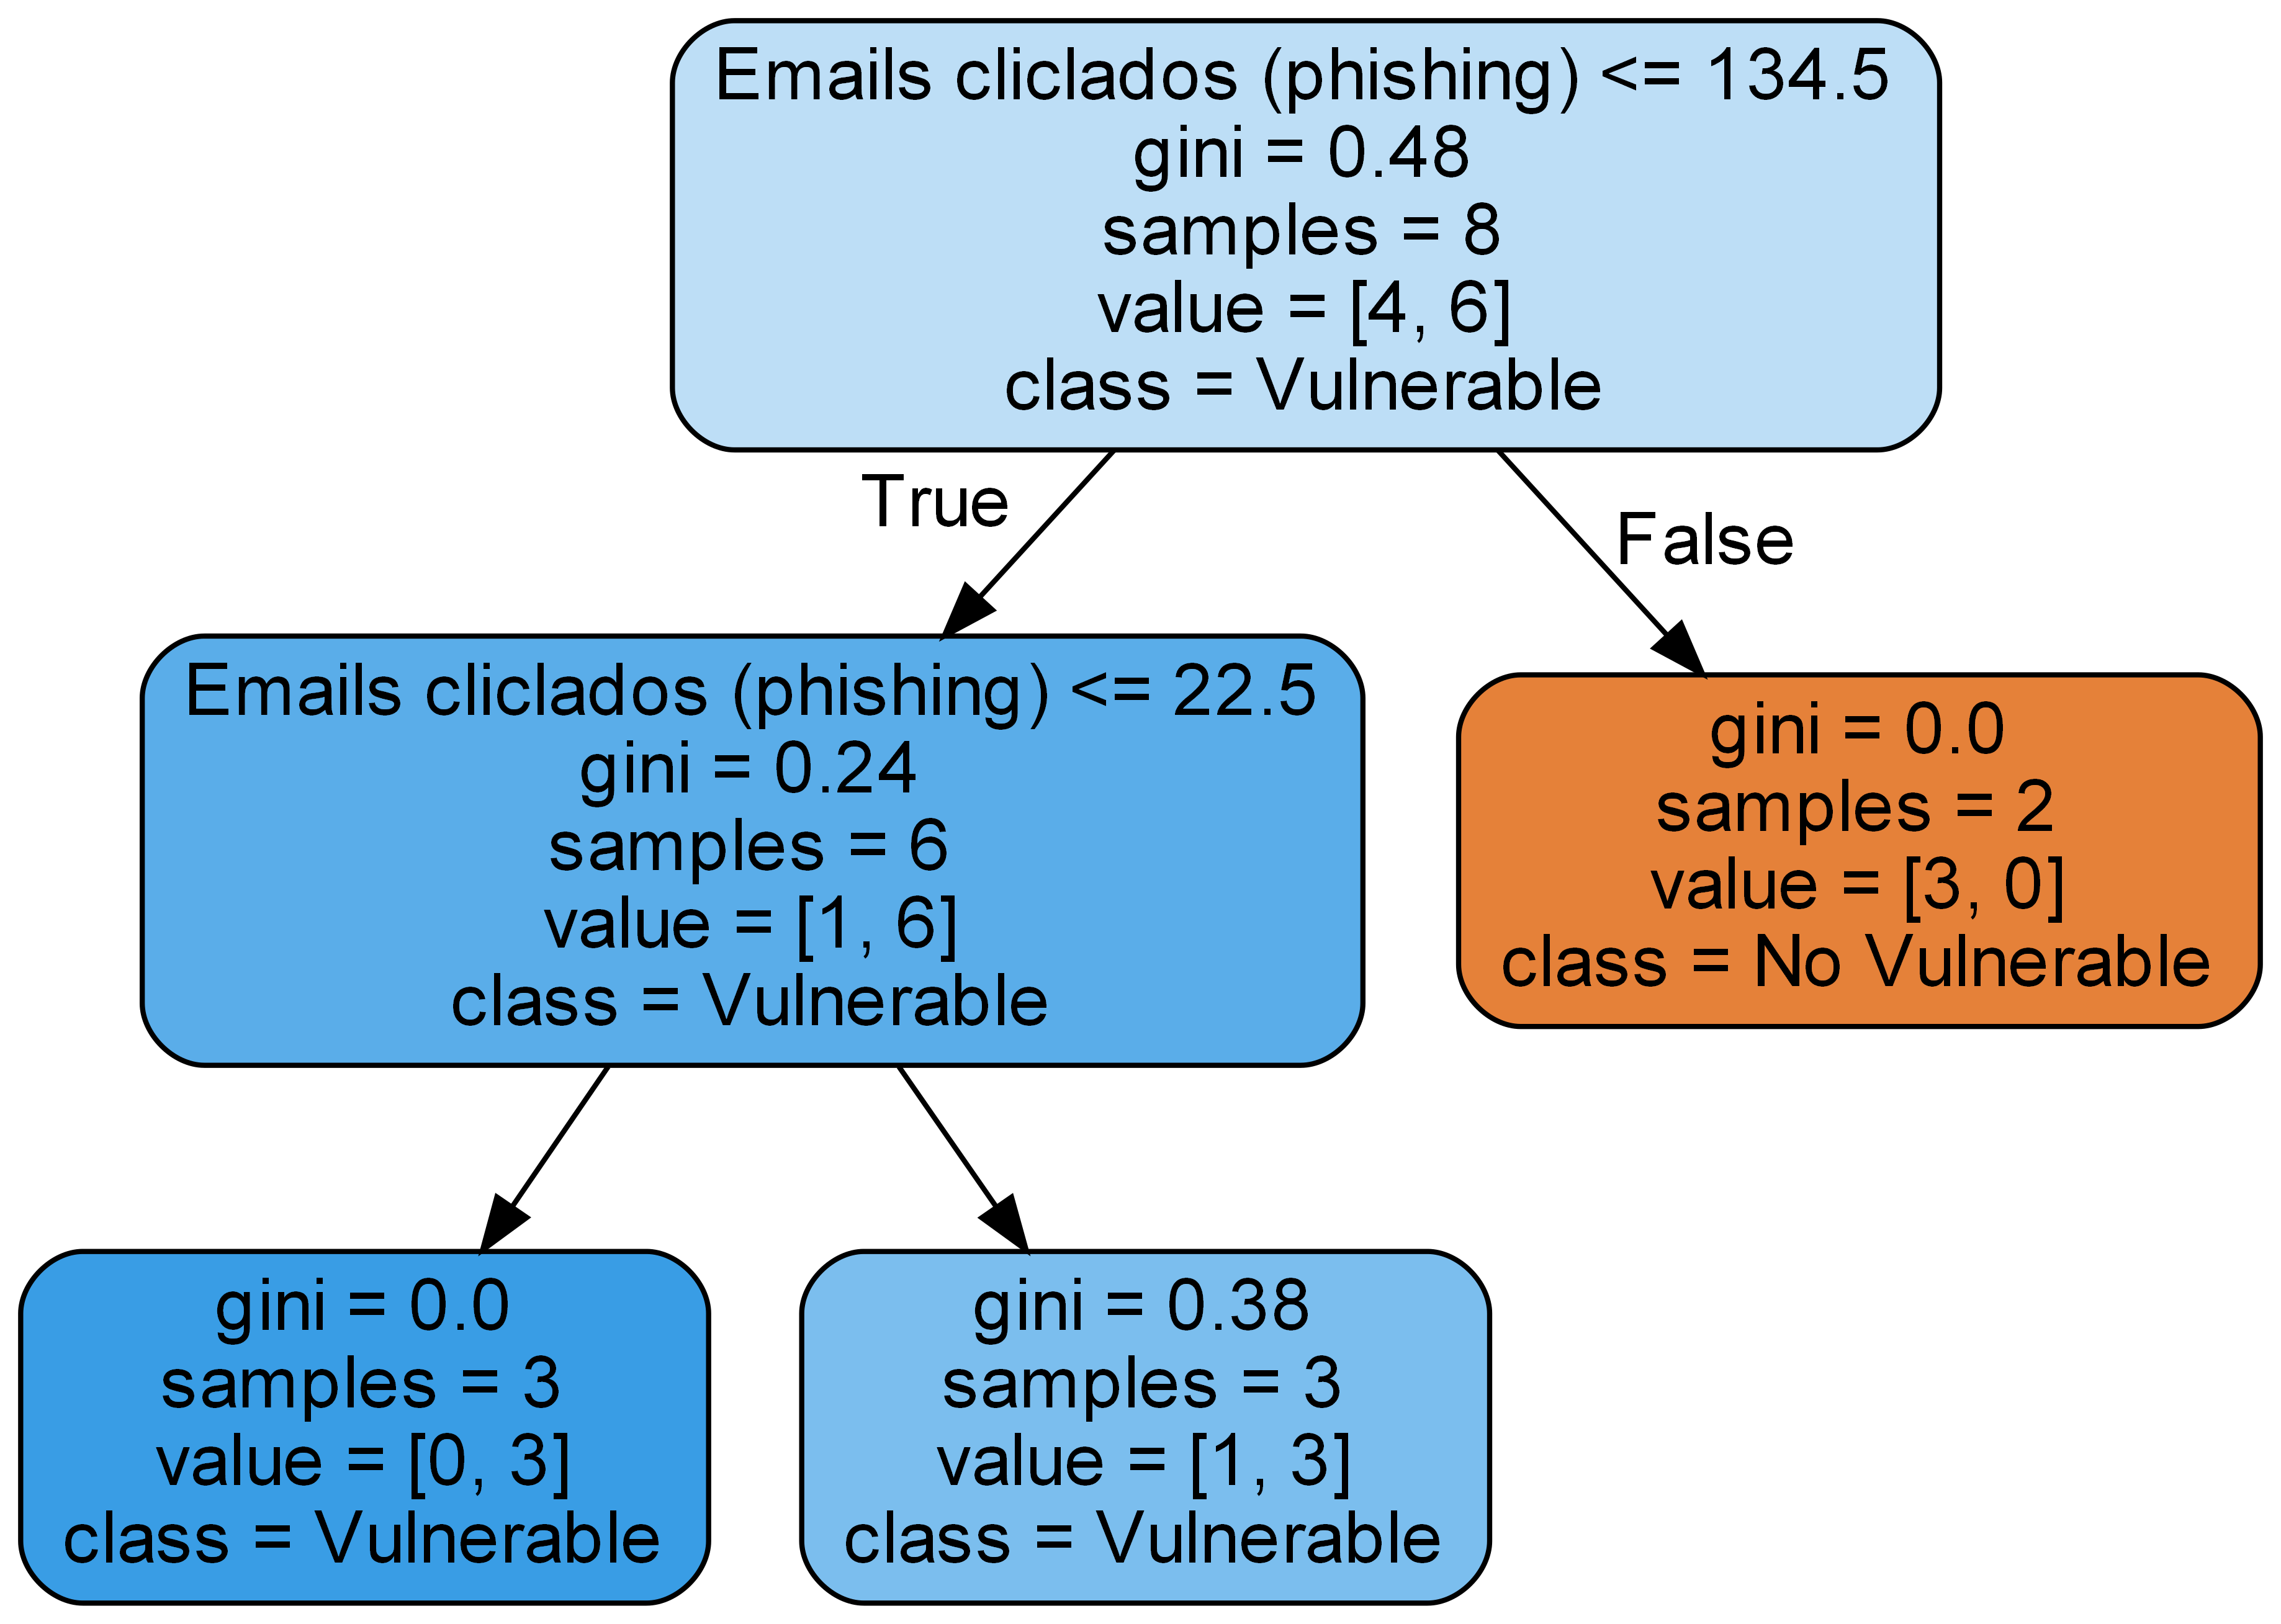 Emails cliclados (phishing) <= 134.5
gini = 0.48
samples = 8
value = [4, 6]
class = Vulnerable
True
False
Emails cliclados (phishing) <= 22.5
gini = 0.24
samples = 6
value = [1, 6]
class = Vulnerable
gini = 0.0
samples = 2
value = [3, 0]
class = No Vulnerable
gini = 0.0
samples = 3
value = [0, 3]
class = Vulnerable
gini = 0.38
samples = 3
value = [1, 3]
class = Vulnerable